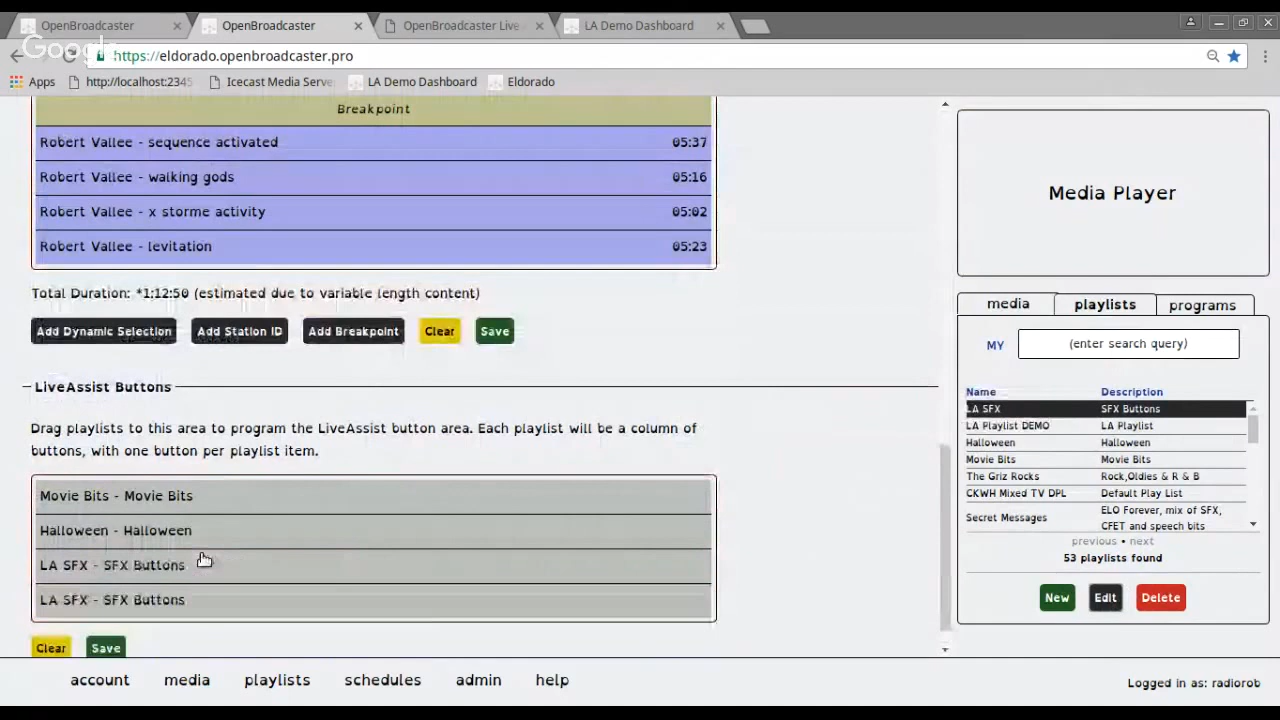 OpenBroadcaster
OpenBroadcaster
OpenBroadcaster Live
LA Demo Dashboard
Google
https://eldorado.openbroadcaster.pro
Apps
http://localhost:2345
Icecast Media Serve
LA Demo Dashboard
Eldorado
Breakpoint
Robert Vallee - sequence activated 05:37
Robert Vallee - walking gods 05:16
Robert Vallee - x storme activity 05:02
Robert Vallee - levitation 05:23
Total Duration: *1:12:50 (estimated due to variable length content)
Add Dynamic Selection
Add Station ID
Add Breakpoint
Clear
Save
LiveAssist Buttons
Drag playlists to this area to program the LiveAssist button area. Each playlist will be a column of
buttons, with one button per playlist item.
Movie Bits - Movie Bits
Halloween - Halloween
LA SFX - SFX Buttons
LA SFX - SFX Buttons
Clear
Save
Media Player
media
playlists
programs
MY
(enter search query)
Name Description
LA SFX SFX Buttons
LA Playlist DEMO LA Playlist
Halloween Halloween
Movie Bits Movie Bits
The Griz Rocks Rock,Oldies & R & B
CKWH Mixed TV DPL Default Play List
Secret Messages ELO Forever, mix of SFX,
CFET and speech bits
previous • next
53 playlists found
New
Edit
Delete
account
media
playlists
schedules
admin
help
Logged in as: radiorob